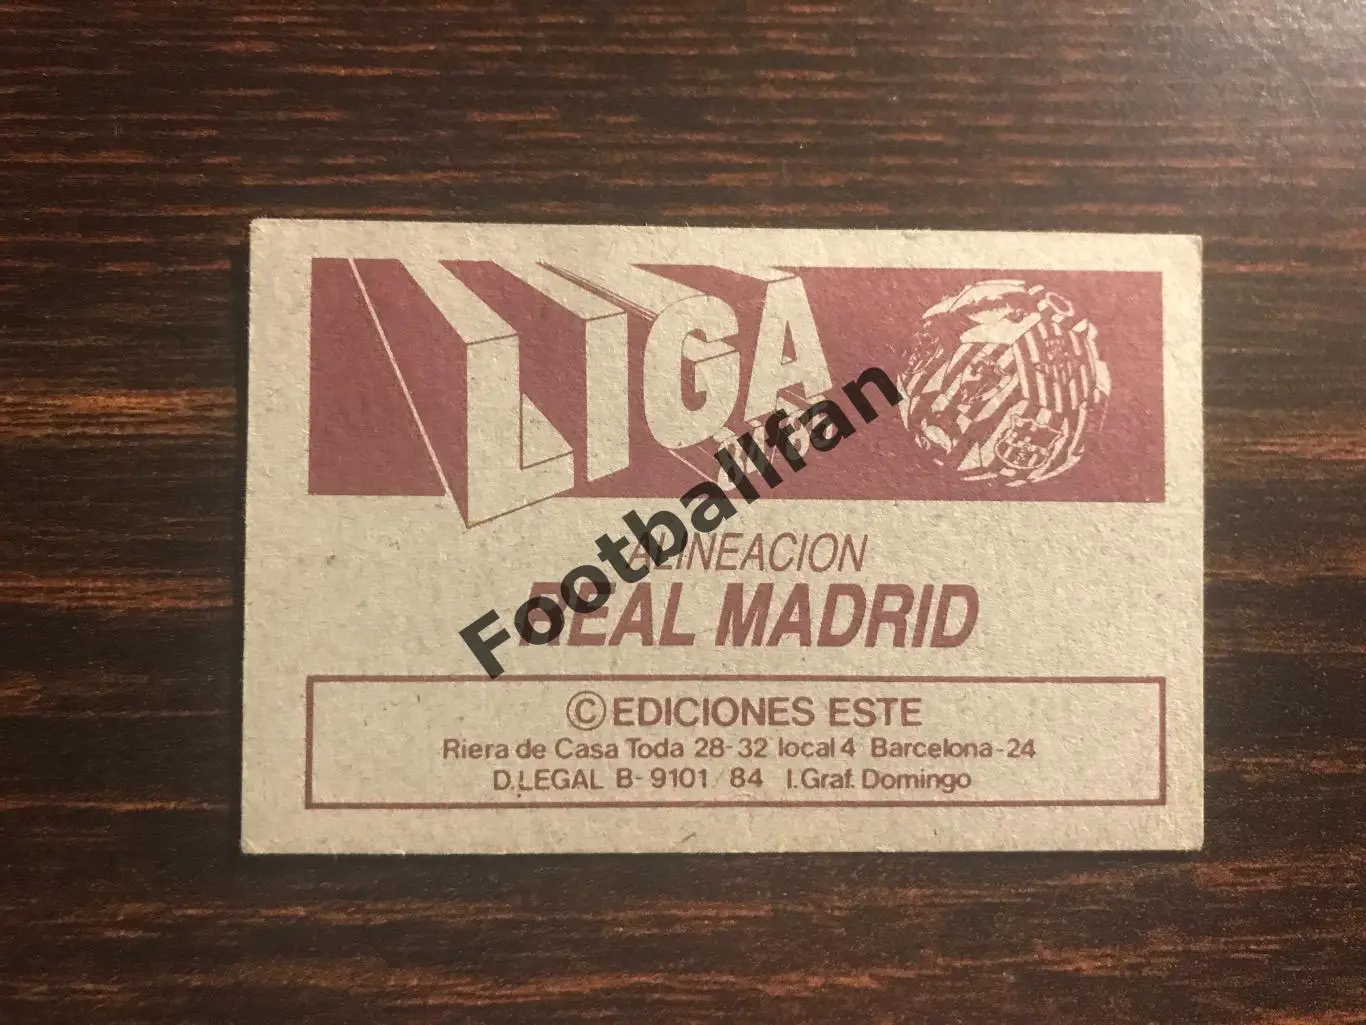 LIGA
ALINEACION
REAL MADRID
©EDICIONES ESTE
Riera de Casa Toda 28-32 local 4 Barcelona-24
D.LEGAL B-9101/84 I.Graf. Domingo
Footballfan